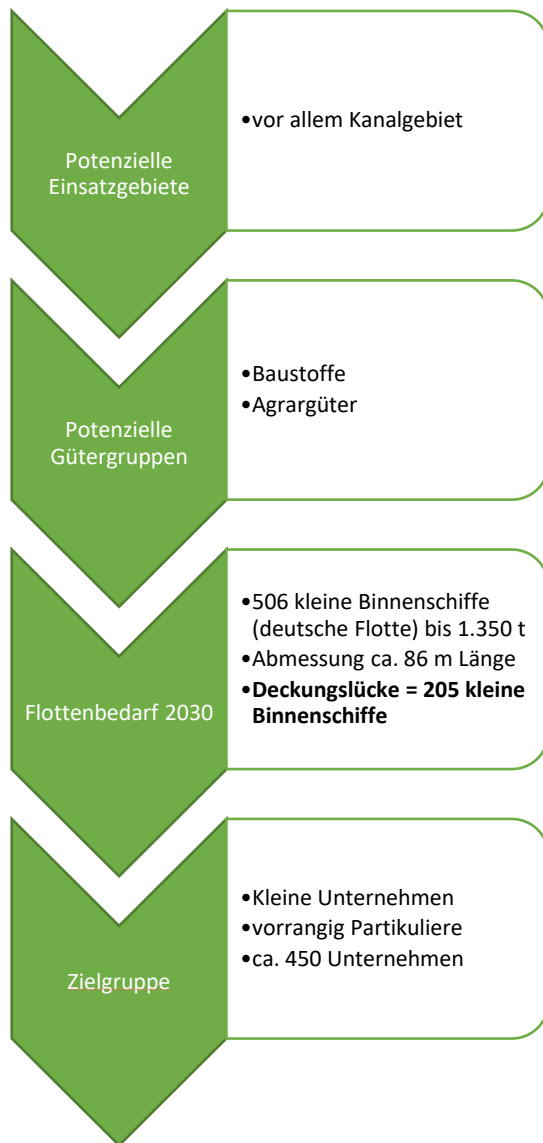 Potenzielle
Einsatzgebiete
•vor allem Kanalgebiet
Potenzielle
Gütergruppen
•Baustoffe
•Agrargüter
Flottenbedarf 2030
•506 kleine Binnenschiffe
(deutsche Flotte) bis 1.350 t
•Abmessung ca. 86 m Länge
•Deckungslücke = 205 kleine
Binnenschiffe
Zielgruppe
•Kleine Unternehmen
•vorrangig Partikuliere
•ca. 450 Unternehmen